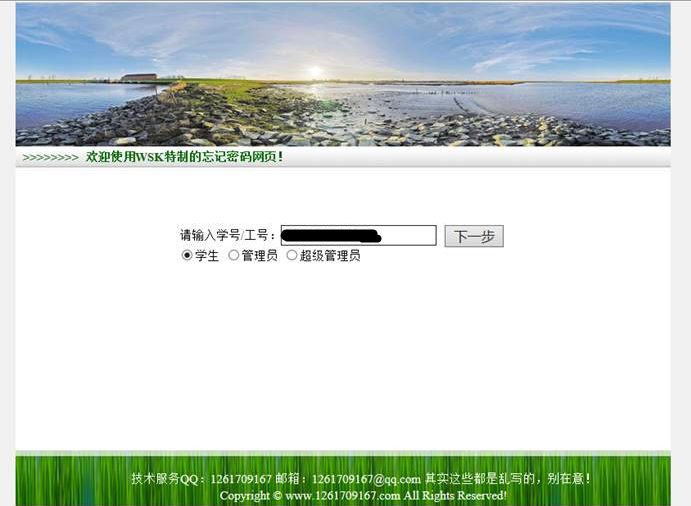 >>>>>>>> 欢迎使用WSK特制的忘记密码网页！
请输入学号/工号： 下一步
学生 管理员 超级管理员
技术服务QQ：1261709167 邮箱：1261709167@qq.com 其实这些都是乱写的，别在意！
Copyright © www.1261709167.com All Rights Reserved!